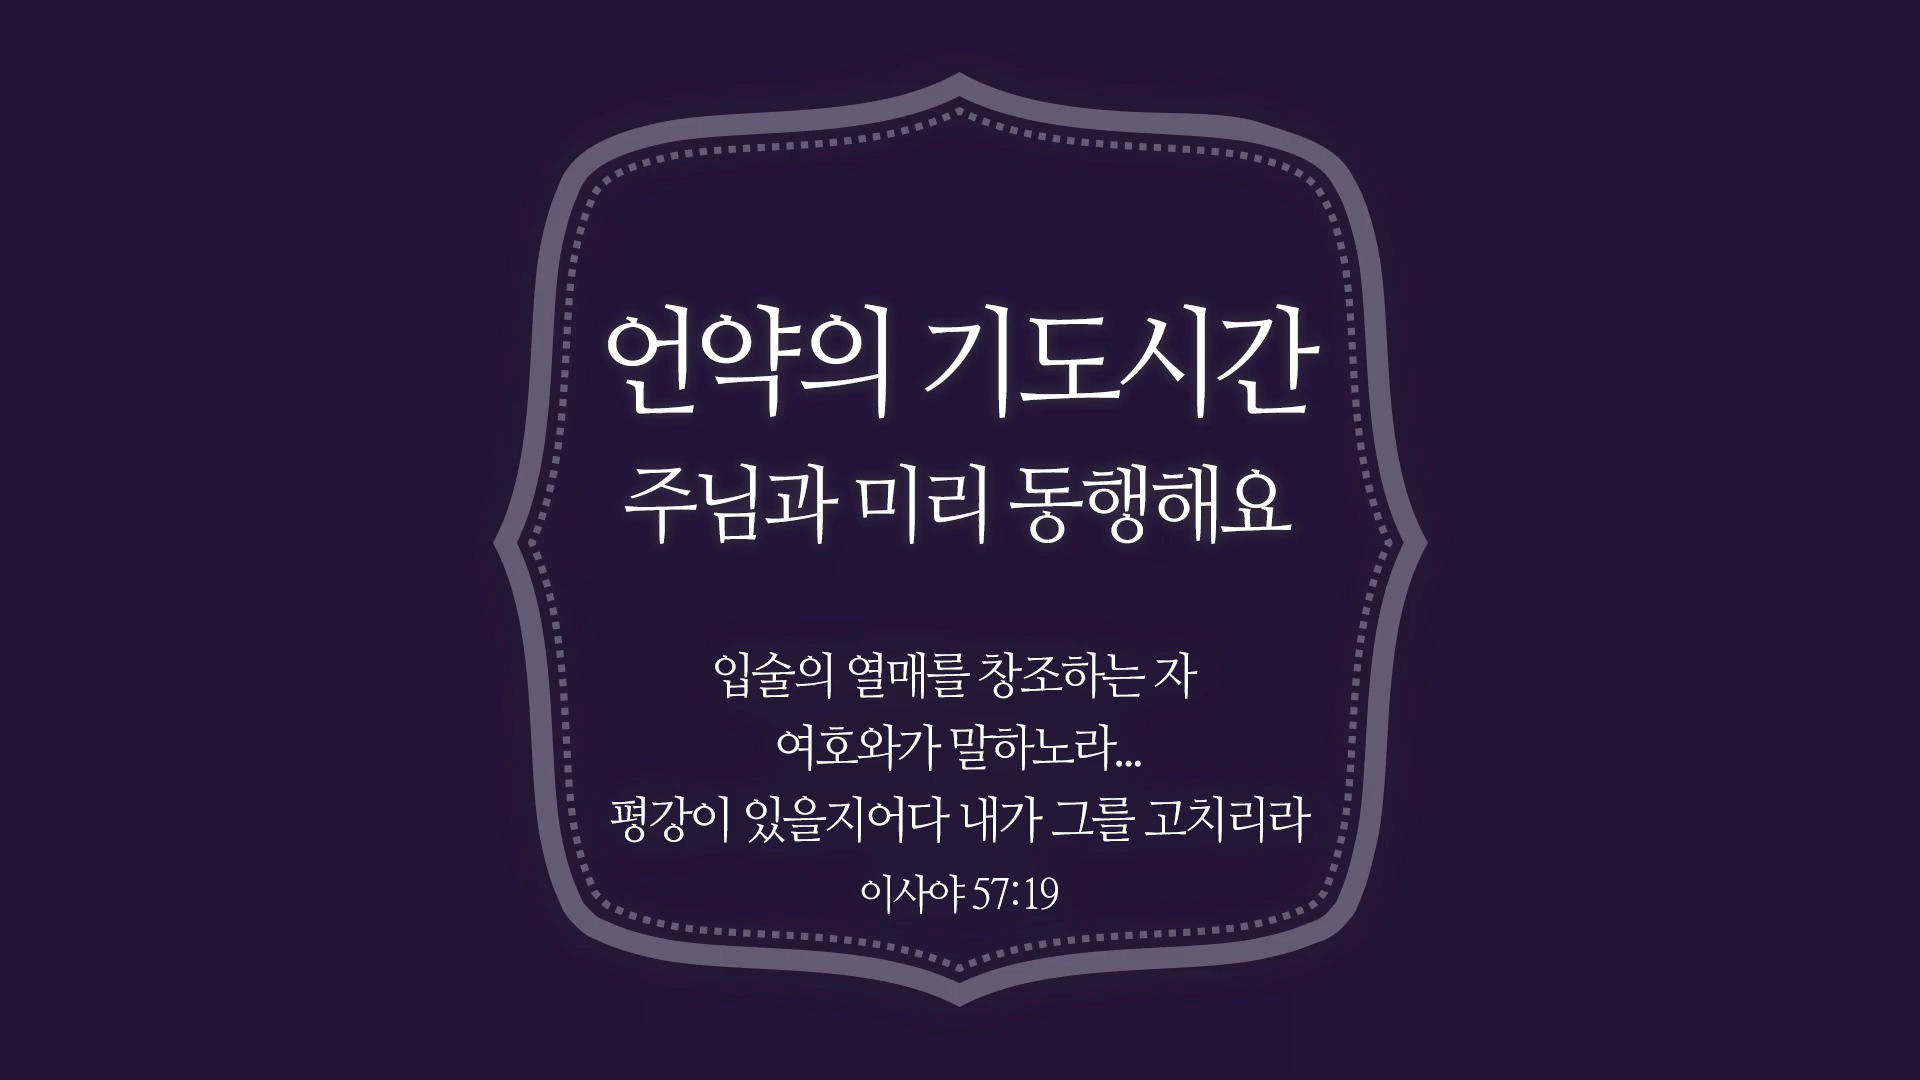 언약의 기도시간
주님과 미리 동행해요
입술의 열매를 창조하는 자
여호와가 말하노라...
평강이 있을지어다 내가 그를 고치리라
이사야 57:19